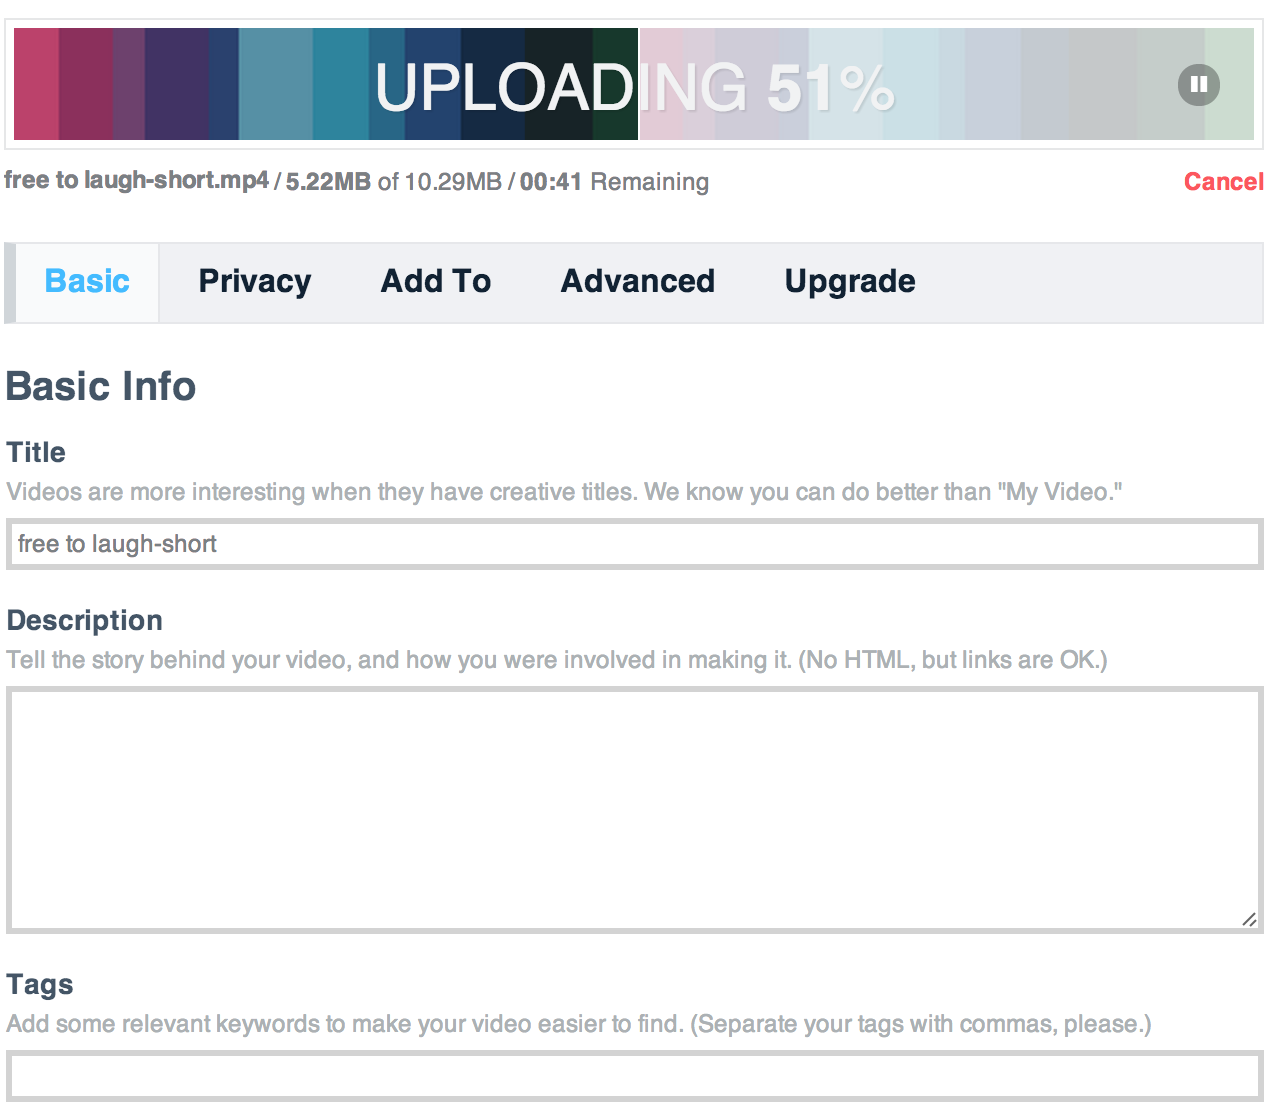 UPLOADING 51%
free to laugh-short.mp4 / 5.22MB of 10.29MB / 00:41 Remaining Cancel
Basic Privacy Add To Advanced Upgrade
Basic Info
Title
Videos are more interesting when they have creative titles. We know you can do better than "My Video."
free to laugh-short
Description
Tell the story behind your video, and how you were involved in making it. (No HTML, but links are OK.)
Tags
Add some relevant keywords to make your video easier to find. (Separate your tags with commas, please.)